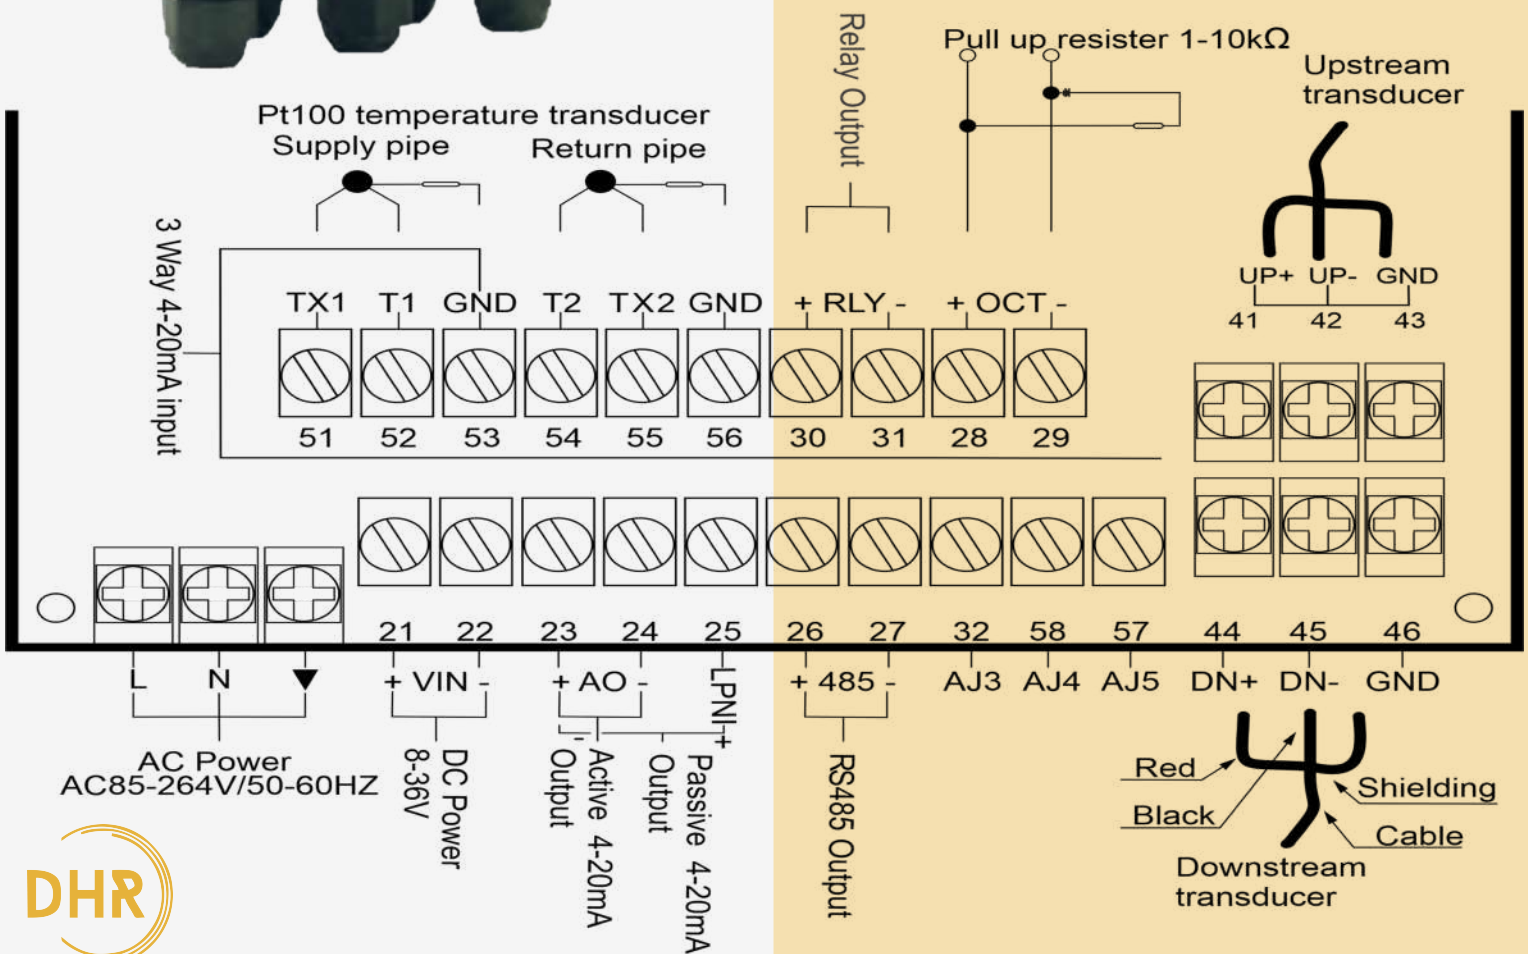 Relay Output
Pull up resister 1-10kΩ
Upstream
transducer
Pt100 temperature transducer
Supply pipe
Return pipe
3 Way 4-20mA input
UP+ UP- GND
41 42 43
TX1 T1 GND T2 TX2 GND + RLY - + OCT -
51 52 53 54 55 56 30 31 28 29
21 22 23 24 25 26 27 32 58 57 44 45 46
L N + VIN - + AO - LPNI+ + 485 - AJ3 AJ4 AJ5 DN+ DN- GND
AC Power
AC85-264V/50-60HZ
DC Power
8-36V
-
Active 4-20mA
Output
Passive 4-20mA
Output
RS485 Output
Red
Black
Shielding
Cable
Downstream
transducer
DHR